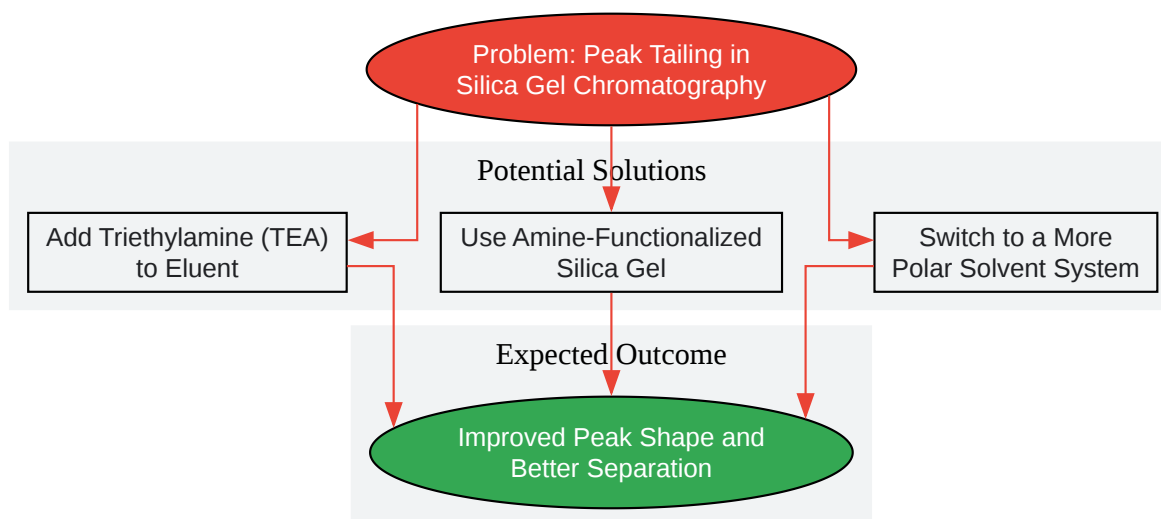 Problem: Peak Tailing in
Silica Gel Chromatography
Potential Solutions
Add Triethylamine (TEA)
to Eluent
Use Amine-Functionalized
Silica Gel
Switch to a More
Polar Solvent System
Expected Outcome
Improved Peak Shape and
Better Separation